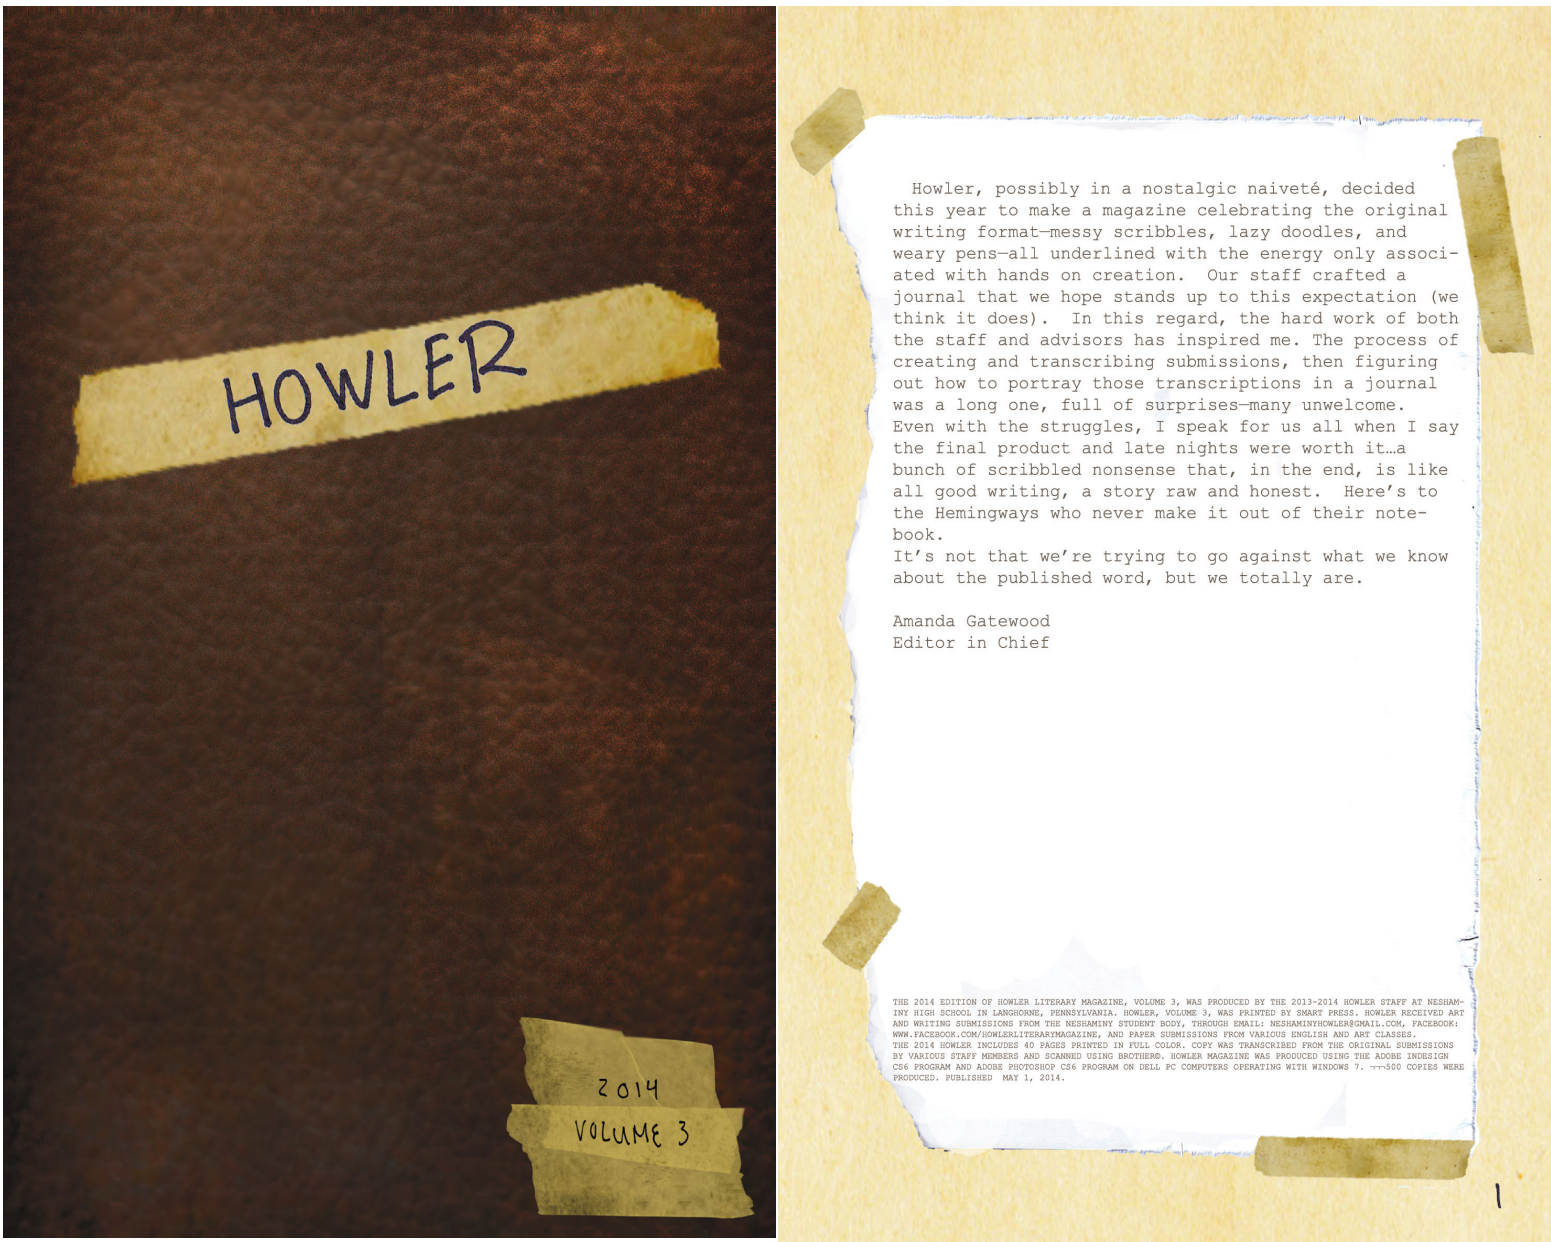 HOWLER
2014
VOLUME 3
Howler, possibly in a nostalgic naiveté, decided
this year to make a magazine celebrating the original
writing format—messy scribbles, lazy doodles, and
weary pens—all underlined with the energy only associ-
ated with hands on creation.  Our staff crafted a
journal that we hope stands up to this expectation (we
think it does).  In this regard, the hard work of both
the staff and advisors has inspired me. The process of
creating and transcribing submissions, then figuring
out how to portray those transcriptions in a journal
was a long one, full of surprises—many unwelcome.
Even with the struggles, I speak for us all when I say
the final product and late nights were worth it…a
bunch of scribbled nonsense that, in the end, is like
all good writing, a story raw and honest.  Here’s to
the Hemingways who never make it out of their note-
book.
It’s not that we’re trying to go against what we know
about the published word, but we totally are.
Amanda Gatewood
Editor in Chief
THE 2014 EDITION OF HOWLER LITERARY MAGAZINE, VOLUME 3, WAS PRODUCED BY THE 2013-2014 HOWLER STAFF AT NESHAM-
INY HIGH SCHOOL IN LANGHORNE, PENNSYLVANIA. HOWLER, VOLUME 3, WAS PRINTED BY SMART PRESS. HOWLER RECEIVED ART
AND WRITING SUBMISSIONS FROM THE NESHAMINY STUDENT BODY, THROUGH EMAIL: NESHAMINYHOWLER@GMAIL.COM, FACEBOOK:
WWW.FACEBOOK.COM/HOWLERLITERARYMAGAZINE, AND PAPER SUBMISSIONS FROM VARIOUS ENGLISH AND ART CLASSES.
THE 2014 HOWLER INCLUDES 40 PAGES PRINTED IN FULL COLOR. COPY WAS TRANSCRIBED FROM THE ORIGINAL SUBMISSIONS
BY VARIOUS STAFF MEMBERS AND SCANNED USING BROTHER©. HOWLER MAGAZINE WAS PRODUCED USING THE ADOBE INDESIGN
CS6 PROGRAM AND ADOBE PHOTOSHOP CS6 PROGRAM ON DELL PC COMPUTERS OPERATING WITH WINDOWS 7. ¬¬¬500 COPIES WERE
PRODUCED. PUBLISHED  MAY 1, 2014.
1